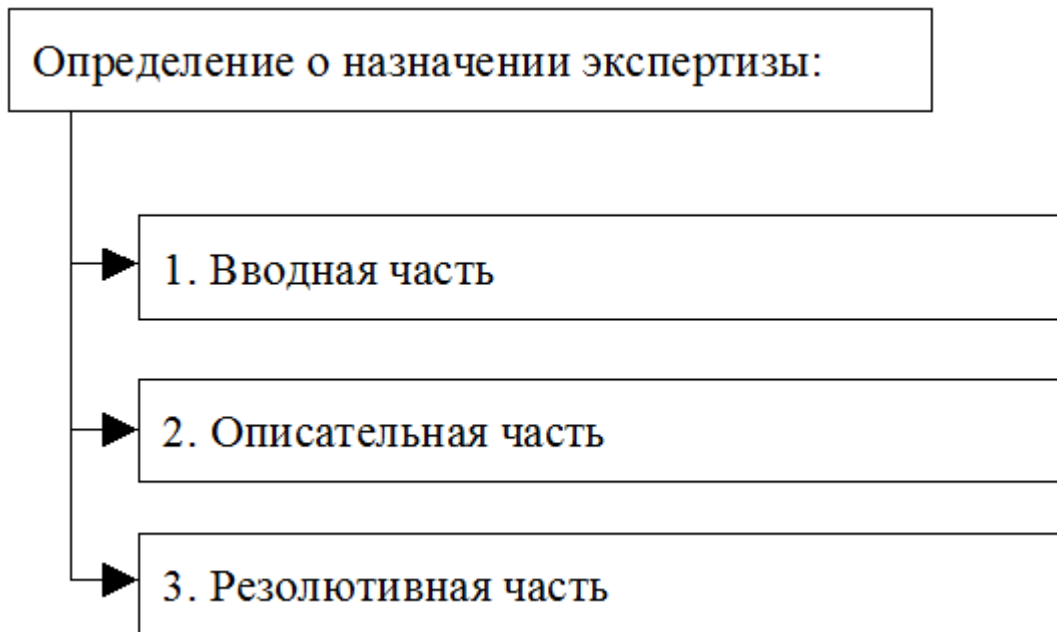 Определение о назначении экспертизы:
1. Вводная часть
2. Описательная часть
3. Резолютивная часть